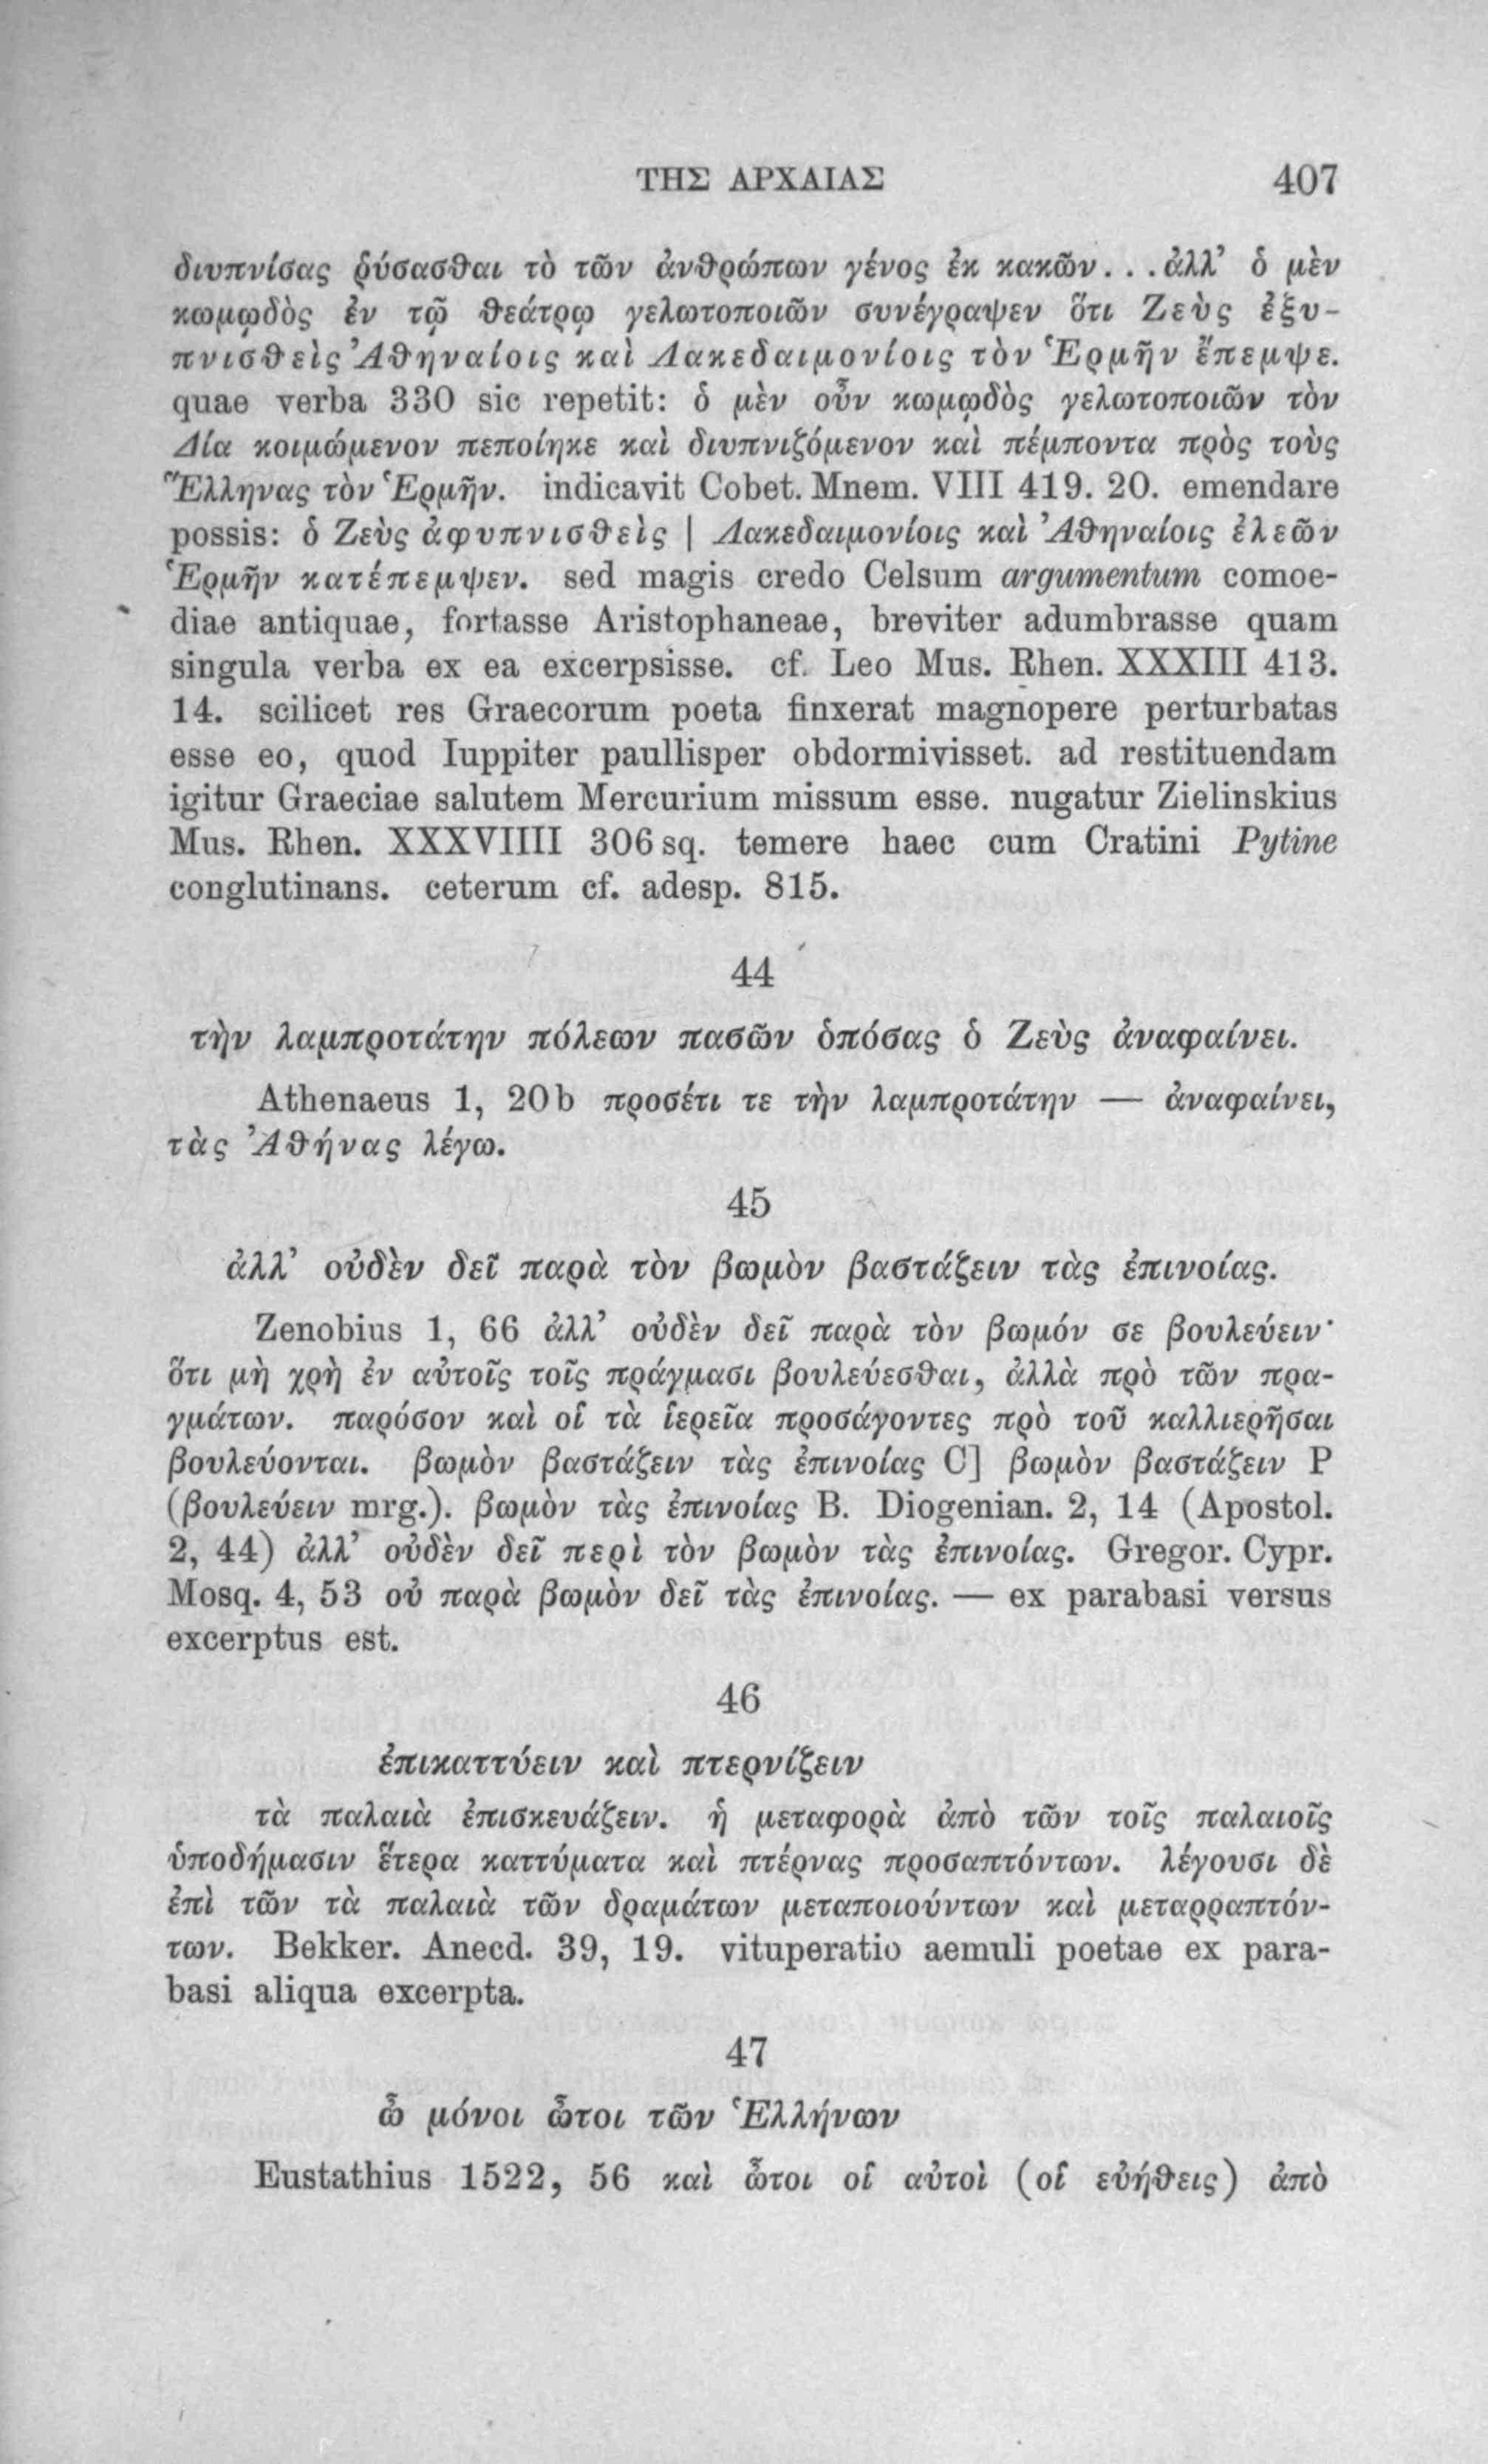 ΤΗΣ ΑΡΧΑΙΑΣ 407
διυπνίσας ῥύσασθαι τὸ τῶν ἀνθρώπων γένος ἐκ κακῶν. . . ἀλλ’ ὁ μὲν
κωμῳδὸς ἐν τῷ θεάτρῳ γελωτοποιῶν συνέγραψεν ὅτι Ζεὺς ἐξυ-
πνισθεὶς Ἀθηναίοις καὶ Λακεδαιμονίοις τὸν Ἑρμῆν ἔπεμψε.
quae verba 330 sic repetit: ὁ μὲν οὖν κωμῳδὸς γελωτοποιῶν τὸν
Δία κοιμώμενον πεποίηκε καὶ διυπνιζόμενον καὶ πέμποντα πρὸς τοὺς
Ἕλληνας τὸν Ἑρμῆν. indicavit Cobet. Mnem. VIII 419. 20. emendare
possis: ὁ Ζεὺς ἀφυπνισθεὶς | Λακεδαιμονίοις καὶ Ἀθηναίοις ἐλεῶν
Ἑρμῆν κατέπεμψεν. sed magis credo Celsum argumentum comoe-
diae antiquae, fortasse Aristophaneae, breviter adumbrasse quam
singula verba ex ea excerpsisse. cf. Leo Mus. Rhen. XXXIII 413.
14. scilicet res Graecorum poeta finxerat magnopere perturbatas
esse eo, quod Iuppiter paullisper obdormivisset. ad restituendam
igitur Graeciae salutem Mercurium missum esse. nugatur Zielinskius
Mus. Rhen. XXXVIIII 306 sq. temere haec cum Cratini Pytine
conglutinans. ceterum cf. adesp. 815.
44
τὴν λαμπροτάτην πόλεων πασῶν ὁπόσας ὁ Ζεὺς ἀναφαίνει.
Athenaeus 1, 20b προσέτι τε τὴν λαμπροτάτην — ἀναφαίνει,
τὰς Ἀθήνας λέγω.
45
ἀλλ’ οὐδὲν δεῖ παρὰ τὸν βωμὸν βαστάζειν τὰς ἐπινοίας.
Zenobius 1, 66 ἀλλ’ οὐδὲν δεῖ παρὰ τὸν βωμόν σε βουλεύειν·
ὅτι μὴ χρὴ ἐν αὐτοῖς τοῖς πράγμασι βουλεύεσθαι, ἀλλὰ πρὸ τῶν πρα-
γμάτων. παρόσον καὶ οἱ τὰ ἱερεῖα προσάγοντες πρὸ τοῦ καλλιερῆσαι
βουλεύονται. βωμὸν βαστάζειν τὰς ἐπινοίας C] βωμὸν βαστάζειν P
(βουλεύειν mrg.). βωμὸν τὰς ἐπινοίας B. Diogenian. 2, 14 (Apostol.
2, 44) ἀλλ’ οὐδὲν δεῖ περὶ τὸν βωμὸν τὰς ἐπινοίας. Gregor. Cypr.
Mosq. 4, 53 οὐ παρὰ βωμὸν δεῖ τὰς ἐπινοίας. — ex parabasi versus
excerptus est.
46
ἐπικαττύειν καὶ πτερνίζειν
τὰ παλαιὰ ἐπισκευάζειν. ἡ μεταφορὰ ἀπὸ τῶν τοῖς παλαιοῖς
ὑποδήμασιν ἕτερα καττύματα καὶ πτέρνας προσαπτόντων. λέγουσι δὲ
ἐπὶ τῶν τὰ παλαιὰ τῶν δραμάτων μεταποιούντων καὶ μεταρραπτόν-
των. Bekker. Anecd. 39, 19. vituperatio aemuli poetae ex para-
basi aliqua excerpta.
47
ὦ μόνοι ὦτοι τῶν Ἑλλήνων
Eustathius 1522, 56 καὶ ὦτοι οἱ αὐτοὶ (οἱ εὐήθεις) ἀπὸ